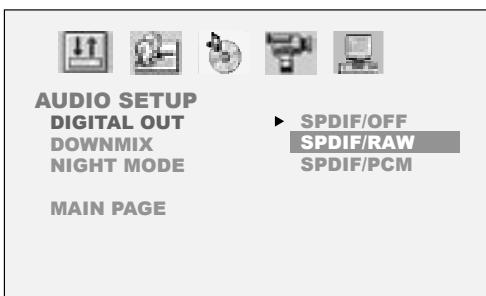 AUDIO SETUP
DIGITAL OUT SPDIF/OFF
DOWNMIX SPDIF/RAW
NIGHT MODE SPDIF/PCM
MAIN PAGE